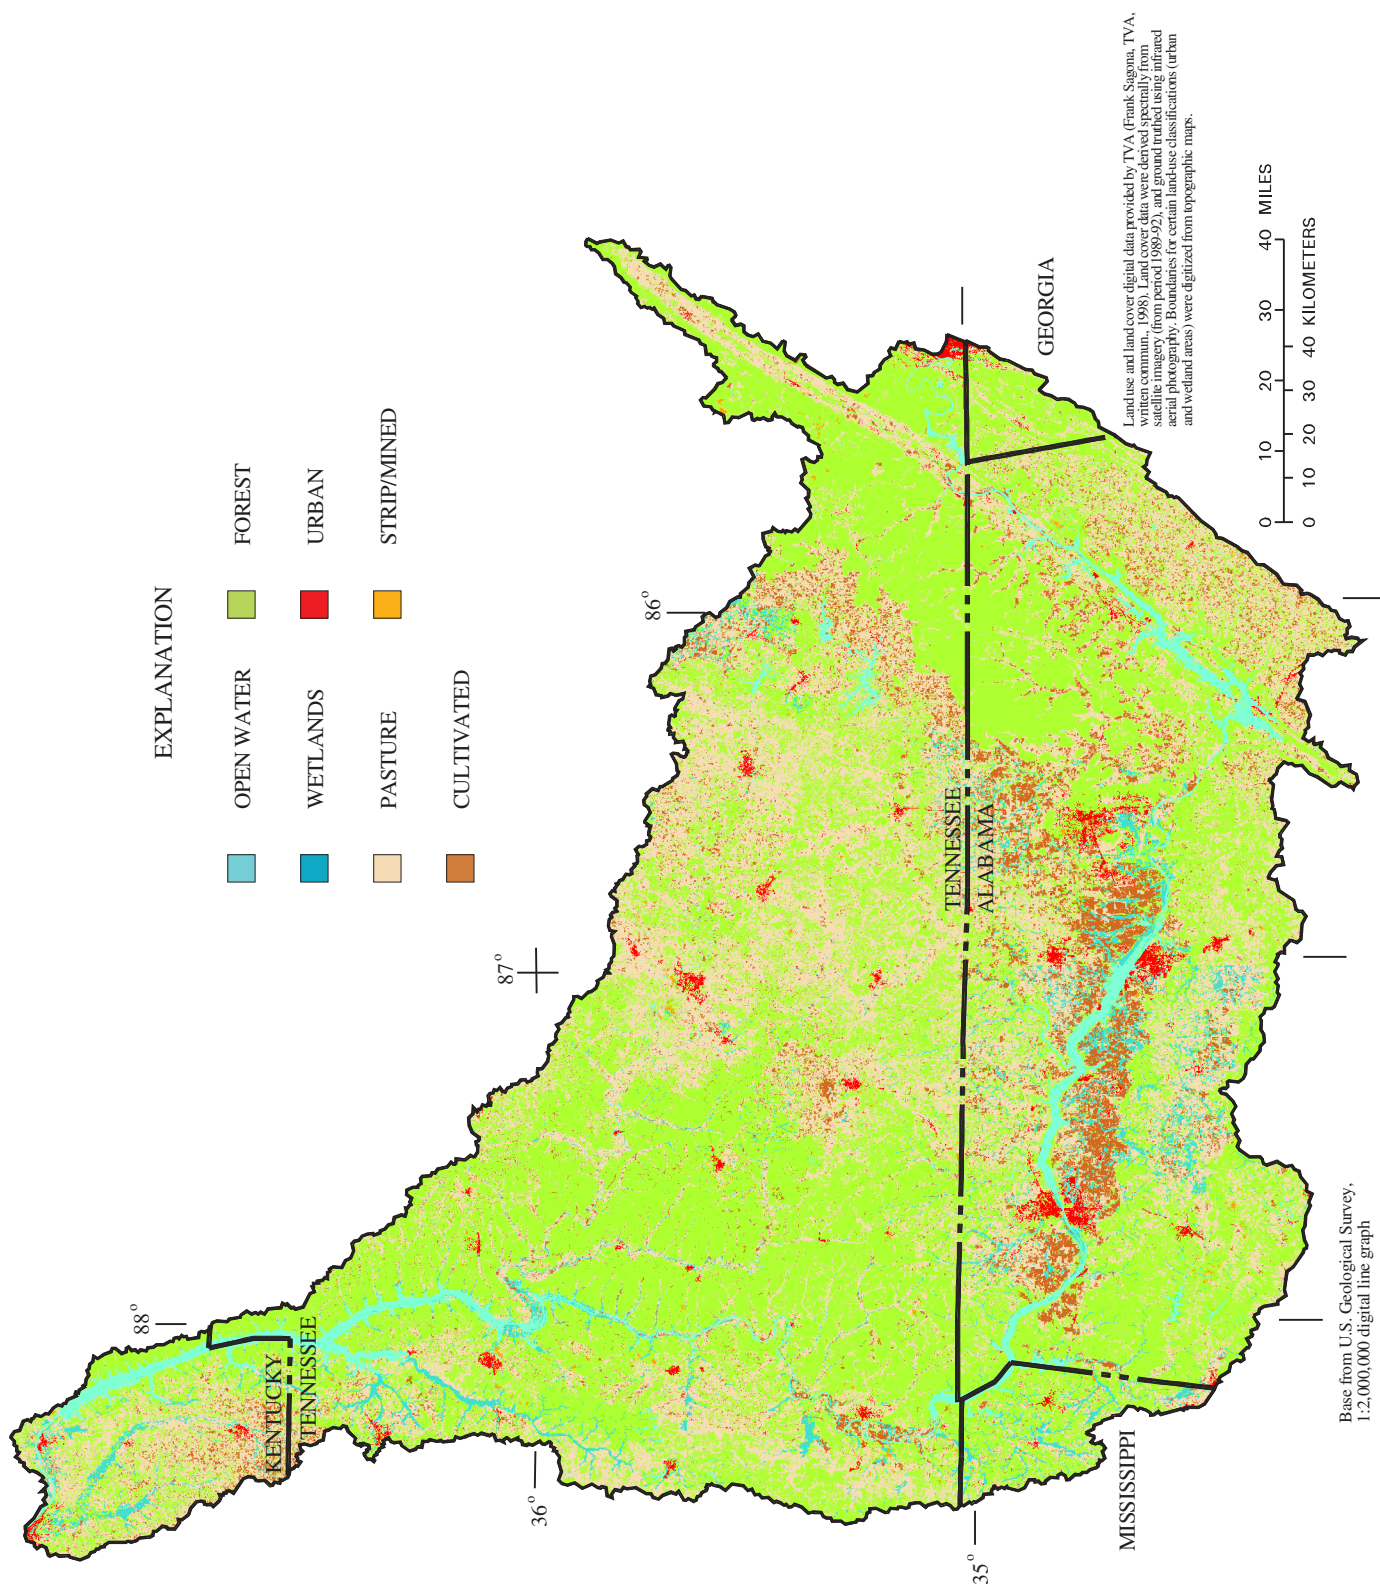 EXPLANATION
OPEN WATER
WETLANDS
PASTURE
CULTIVATED
FOREST
URBAN
STRIP/MINED
88°
87°
86°
36°
35°
KENTUCKY
TENNESSEE
TENNESSEE
ALABAMA
GEORGIA
MISSISSIPPI
0 10 20 30 40 MILES
0 10 20 30 40 KILOMETERS
Land use and land cover digital data provided by TVA (Frank Sagona, TVA,
written commun., 1998). Land cover data were derived spectrally from
satellite imagery (from period 1989-92), and ground truthed using infrared
aerial photography. Boundaries for certain land-use classifications (urban
and wetland areas) were digitized from topographic maps.
Base from U.S. Geological Survey,
1:2,000,000 digital line graph